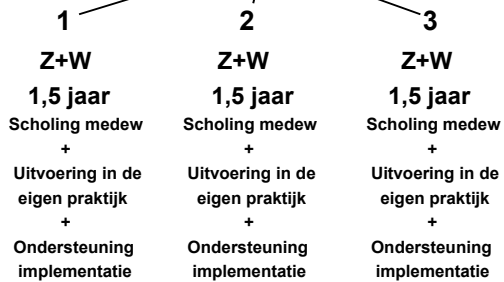 1 2 3
Z+W Z+W Z+W
1,5 jaar 1,5 jaar 1,5 jaar
Scholing medew Scholing medew Scholing medew
+ + +
Uitvoering in de Uitvoering in de Uitvoering in de
eigen praktijk eigen praktijk eigen praktijk
+ + +
Ondersteuning Ondersteuning Ondersteuning
implementatie implementatie implementatie